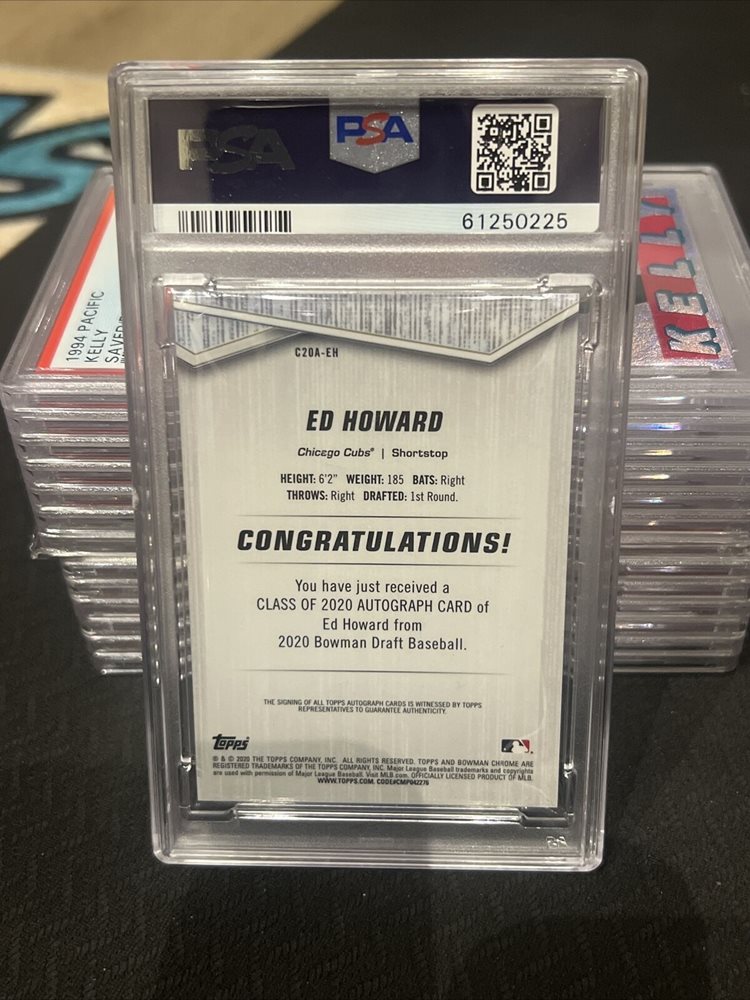 PSA
PSA
61250225
1994 PACIFIC
KELLY
KELLY
C20A-EH
ED HOWARD
Chicago Cubs® | Shortstop
HEIGHT: 6'2" WEIGHT: 185 BATS: Right
THROWS: Right DRAFTED: 1st Round.
CONGRATULATIONS!
You have just received a
CLASS OF 2020 AUTOGRAPH CARD of
Ed Howard from
2020 Bowman Draft Baseball.
THE SIGNING OF ALL TOPPS AUTOGRAPH CARDS IS WITNESSED BY TOPPS
REPRESENTATIVES TO GUARANTEE AUTHENTICITY.
topps
® & © 2020 THE TOPPS COMPANY, INC. ALL RIGHTS RESERVED. TOPPS AND BOWMAN CHROME ARE
REGISTERED TRADEMARKS OF THE TOPPS COMPANY, INC. Major League Baseball trademarks and copyrights
are used with permission of Major League Baseball. Visit MLB.com. OFFICIALLY LICENSED PRODUCT OF MLB.
WWW.TOPPS.COM. CODE#CMP042276